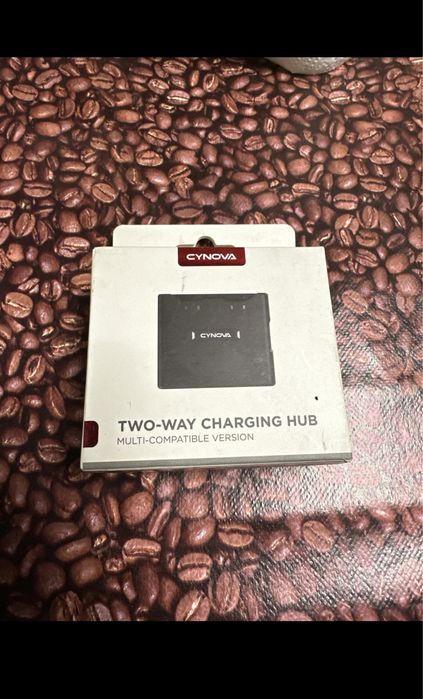 CYNOVA
CYNOVA
TWO-WAY CHARGING HUB
MULTI-COMPATIBLE VERSION